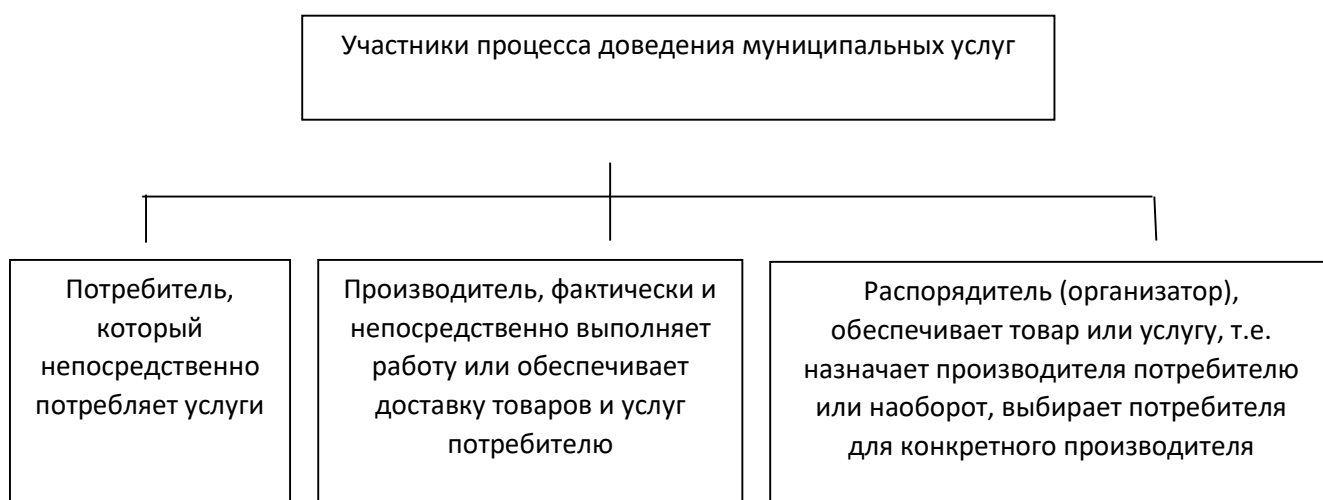 Участники процесса доведения муниципальных услуг
Потребитель,
который
непосредственно
потребляет услуги
Производитель, фактически и
непосредственно выполняет
работу или обеспечивает
доставку товаров и услуг
потребителю
Распорядитель (организатор),
обеспечивает товар или услугу, т.е.
назначает производителя потребителю
или наоборот, выбирает потребителя
для конкретного производителя